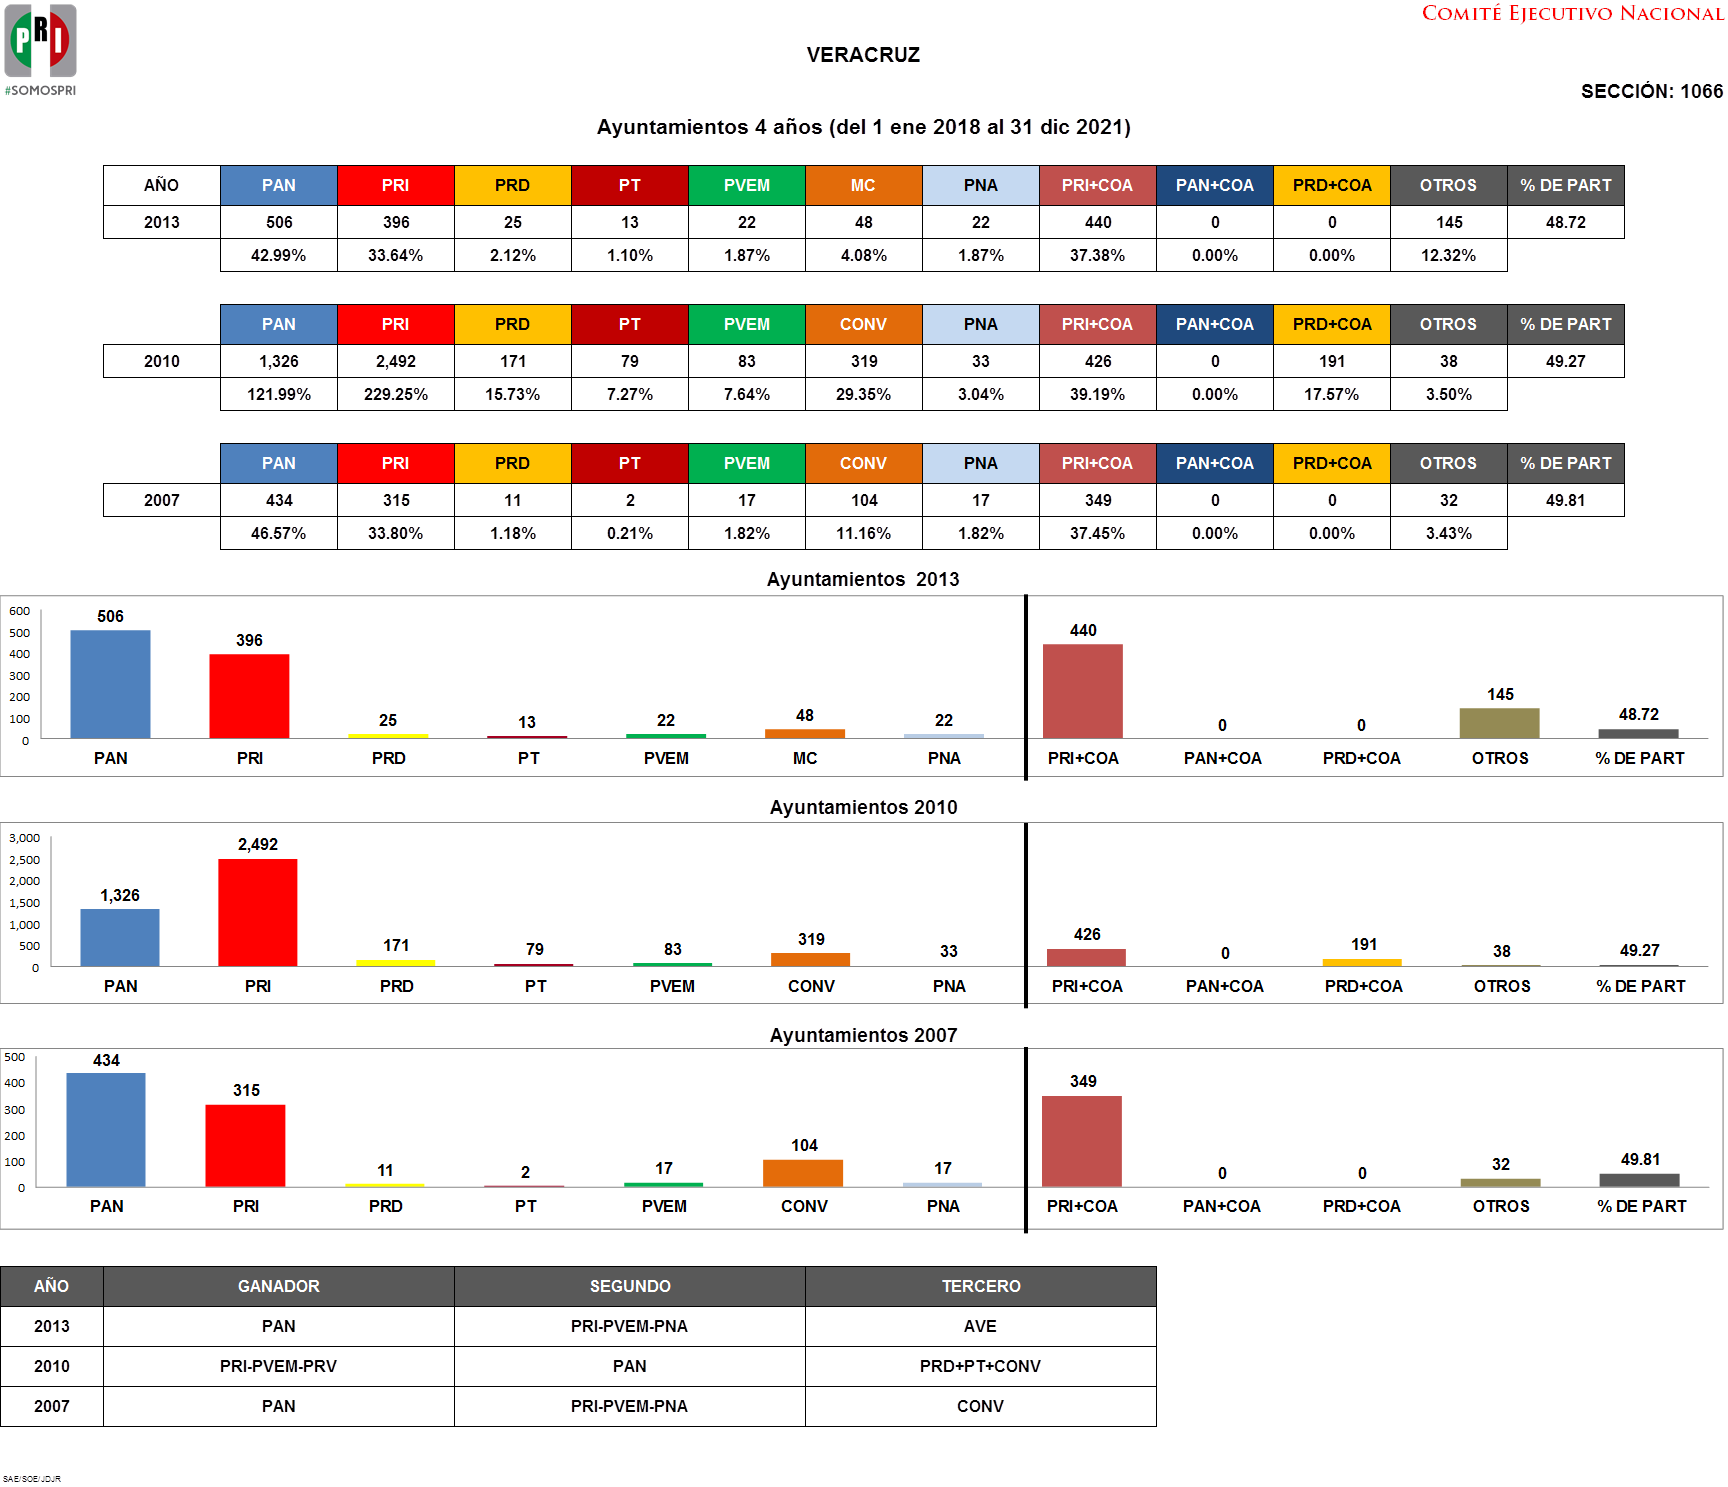 PRI
#SOMOSPRI
COMITÉ EJECUTIVO NACIONAL
VERACRUZ
SECCIÓN: 1066
Ayuntamientos 4 años (del 1 ene 2018 al 31 dic 2021)
AÑO PAN PRI PRD PT PVEM MC PNA PRI+COA PAN+COA PRD+COA OTROS % DE PART
2013 506 396 25 13 22 48 22 440 0 0 145 48.72
42.99% 33.64% 2.12% 1.10% 1.87% 4.08% 1.87% 37.38% 0.00% 0.00% 12.32%
PAN PRI PRD PT PVEM CONV PNA PRI+COA PAN+COA PRD+COA OTROS % DE PART
2010 1,326 2,492 171 79 83 319 33 426 0 191 38 49.27
121.99% 229.25% 15.73% 7.27% 7.64% 29.35% 3.04% 39.19% 0.00% 17.57% 3.50%
PAN PRI PRD PT PVEM CONV PNA PRI+COA PAN+COA PRD+COA OTROS % DE PART
2007 434 315 11 2 17 104 17 349 0 0 32 49.81
46.57% 33.80% 1.18% 0.21% 1.82% 11.16% 1.82% 37.45% 0.00% 0.00% 3.43%
Ayuntamientos 2013
600
500
400
300
200
100
0
506 396 25 13 22 48 22 440 0 0 145 48.72
PAN PRI PRD PT PVEM MC PNA PRI+COA PAN+COA PRD+COA OTROS % DE PART
Ayuntamientos 2010
3,000
2,500
2,000
1,500
1,000
500
0
1,326 2,492 171 79 83 319 33 426 0 191 38 49.27
PAN PRI PRD PT PVEM CONV PNA PRI+COA PAN+COA PRD+COA OTROS % DE PART
Ayuntamientos 2007
500
400
300
200
100
0
434 315 11 2 17 104 17 349 0 0 32 49.81
PAN PRI PRD PT PVEM CONV PNA PRI+COA PAN+COA PRD+COA OTROS % DE PART
AÑO GANADOR SEGUNDO TERCERO
2013 PAN PRI-PVEM-PNA AVE
2010 PRI-PVEM-PRV PAN PRD+PT+CONV
2007 PAN PRI-PVEM-PNA CONV
SAE/SOE/JDJR